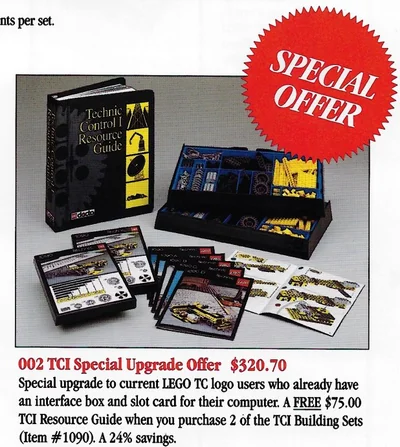 nts per set.
SPECIAL
OFFER
Technic
Control I
Resource
Guide
dacta
002 TCI Special Upgrade Offer $320.70
Special upgrade to current LEGO TC logo users who already have
an interface box and slot card for their computer. A FREE $75.00
TCI Resource Guide when you purchase 2 of the TCI Building Sets
(Item #1090). A 24% savings.